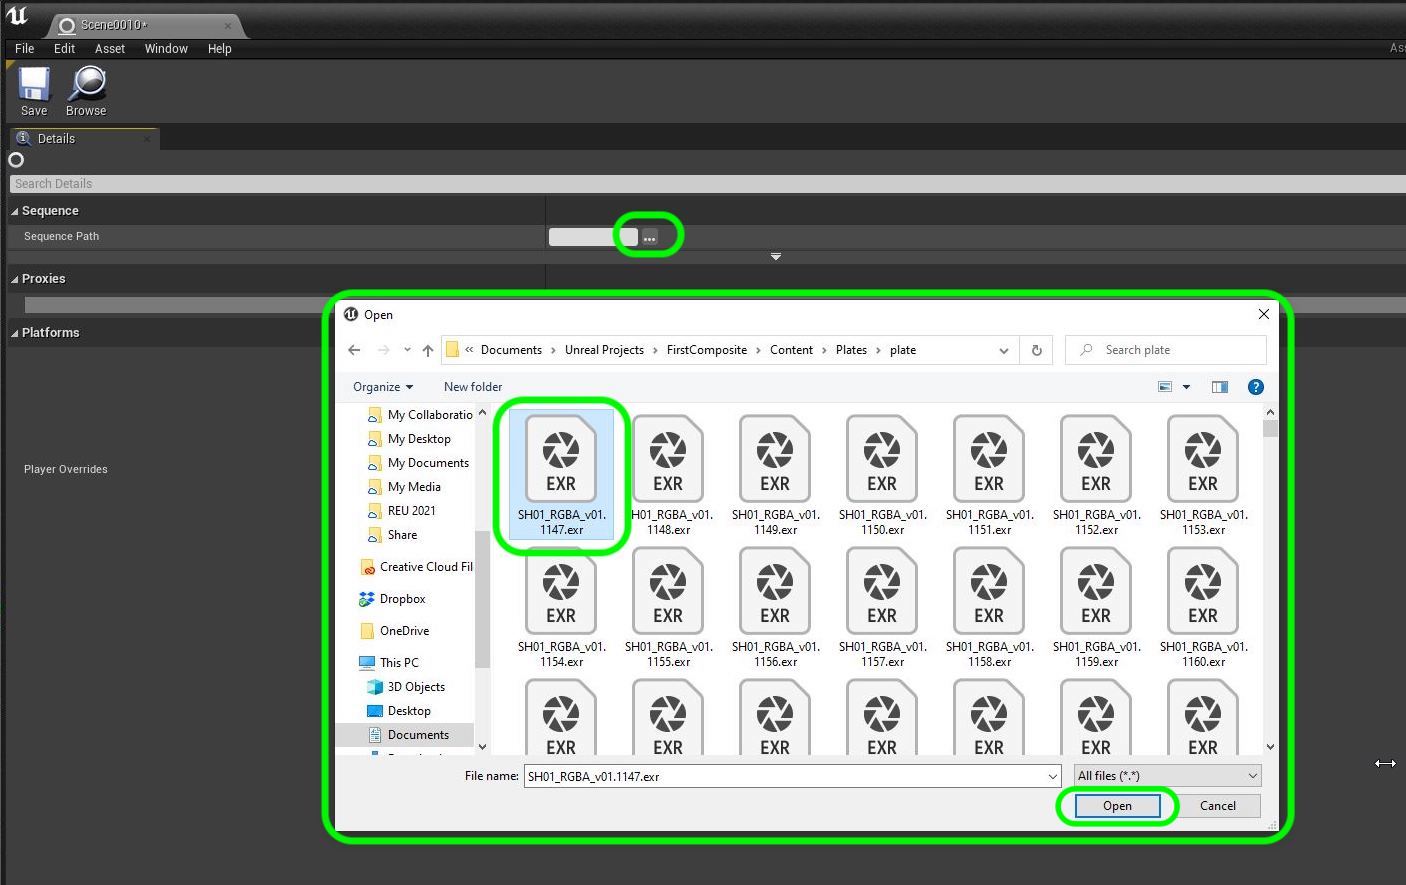 Scene0010*
File Edit Asset Window Help
Save Browse
Details
Search Details
Sequence
Sequence Path
...
Proxies
Platforms
Player Overrides
Open
« Documents > Unreal Projects > FirstComposite > Content > Plates > plate
Search plate
Organize New folder
My Collaboratio
My Desktop
My Documents
My Media
REU 2021
Share
Creative Cloud Fil
Dropbox
OneDrive
This PC
3D Objects
Desktop
Documents
EXR EXR EXR EXR EXR EXR EXR
SH01_RGBA_v01. H01_RGBA_v01. SH01_RGBA_v01. SH01_RGBA_v01. SH01_RGBA_v01. SH01_RGBA_v01. SH01_RGBA_v01.
1147.exr 1148.exr 1149.exr 1150.exr 1151.exr 1152.exr 1153.exr
EXR EXR EXR EXR EXR EXR EXR
SH01_RGBA_v01. SH01_RGBA_v01. SH01_RGBA_v01. SH01_RGBA_v01. SH01_RGBA_v01. SH01_RGBA_v01. SH01_RGBA_v01.
1154.exr 1155.exr 1156.exr 1157.exr 1158.exr 1159.exr 1160.exr
EXR EXR EXR EXR EXR EXR EXR
File name: SH01_RGBA_v01.1147.exr All files (*.*)
Open Cancel